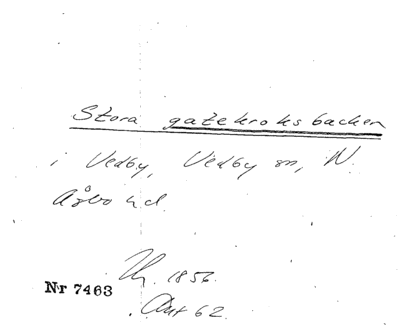 Stora gatekroksbacken
i Vedby, Vedby sn, N.
Åsbo hd.
1856.
Nr 7463
Akt 62.